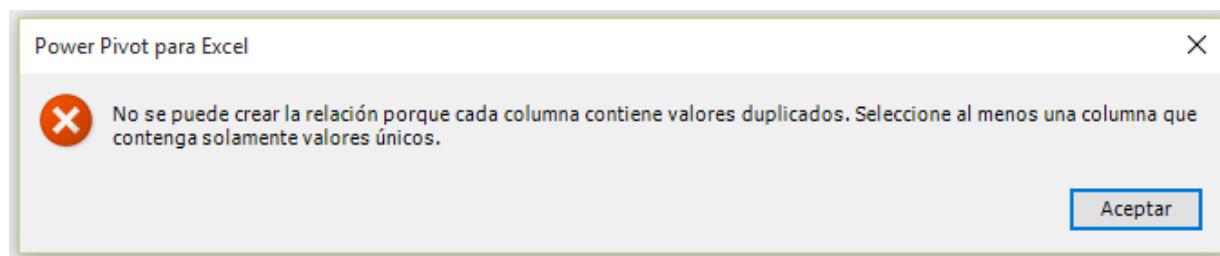 Power Pivot para Excel
No se puede crear la relación porque cada columna contiene valores duplicados. Seleccione al menos una columna que
contenga solamente valores únicos.
Aceptar